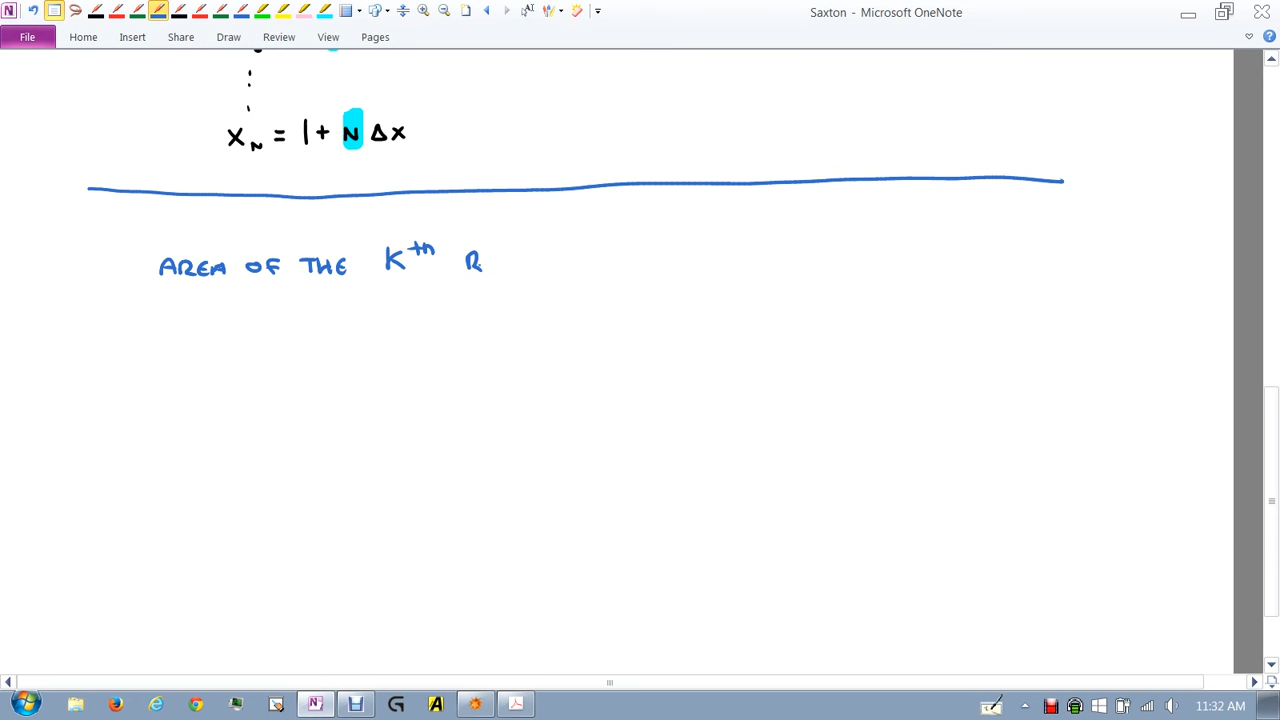 Saxton - Microsoft OneNote
File Home Insert Share Draw Review View Pages
x_N = 1 + N Δx
AREA OF THE K^th R
11:32 AM